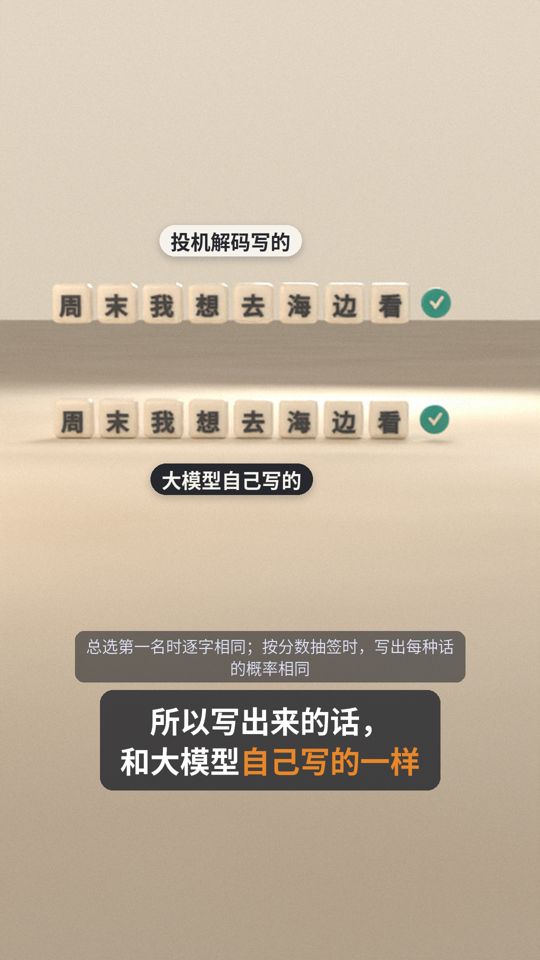 投机解码写的
周末我想去海边看
周末我想去海边看
大模型自己写的
总选第一名时逐字相同；按分数抽签时，写出每种话
的概率相同
所以写出来的话，
和大模型自己写的一样